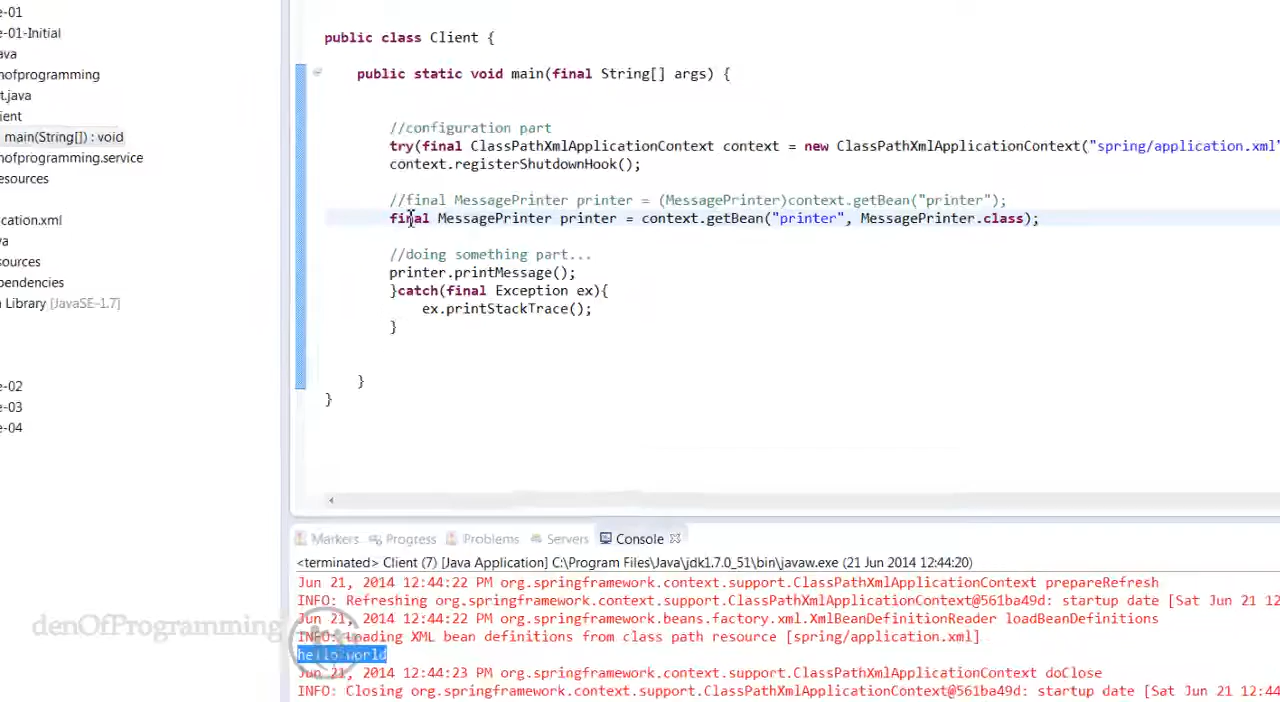 e-01
e-01-Initial
ava
nofprogramming
t.java
ient
main(String[]) : void
nofprogramming.service
esources
cation.xml
va
sources
pendencies
n Library [JavaSE-1.7]
e-02
e-03
e-04
public class Client {
public static void main(final String[] args) {
//configuration part
try(final ClassPathXmlApplicationContext context = new ClassPathXmlApplicationContext("spring/application.xml"
context.registerShutdownHook();
//final MessagePrinter printer = (MessagePrinter)context.getBean("printer");
final MessagePrinter printer = context.getBean("printer", MessagePrinter.class);
//doing something part...
printer.printMessage();
}catch(final Exception ex){
ex.printStackTrace();
}
}
}
Markers Progress Problems Servers Console
<terminated> Client (7) [Java Application] C:\Program Files\Java\jdk1.7.0_51\bin\javaw.exe (21 Jun 2014 12:44:20)
Jun 21, 2014 12:44:22 PM org.springframework.context.support.ClassPathXmlApplicationContext prepareRefresh
INFO: Refreshing org.springframework.context.support.ClassPathXmlApplicationContext@561ba49d: startup date [Sat Jun 21 12
Jun 21, 2014 12:44:22 PM org.springframework.beans.factory.xml.XmlBeanDefinitionReader loadBeanDefinitions
INFO: Loading XML bean definitions from class path resource [spring/application.xml]
hello world
Jun 21, 2014 12:44:23 PM org.springframework.context.support.ClassPathXmlApplicationContext doClose
INFO: Closing org.springframework.context.support.ClassPathXmlApplicationContext@561ba49d: startup date [Sat Jun 21 12:44
denOfProgramming